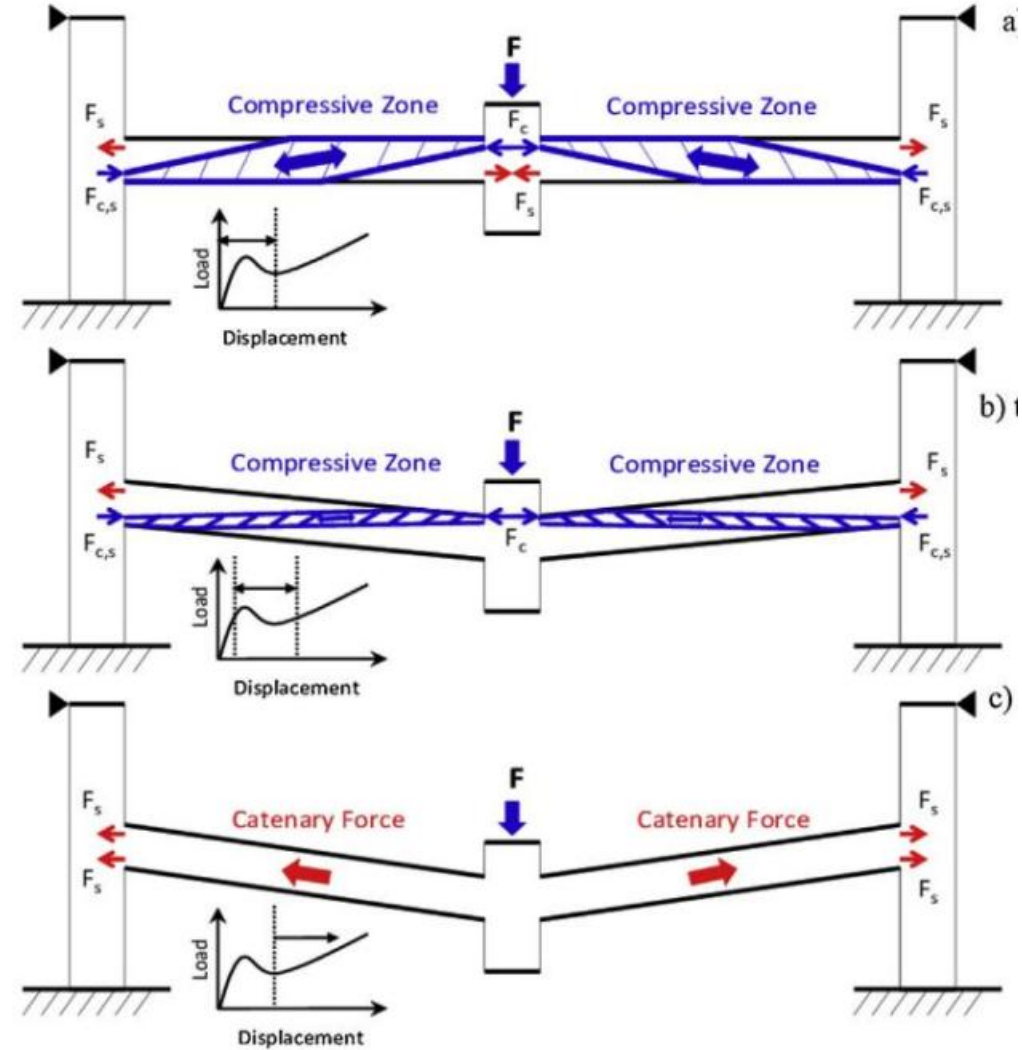 a)
F
Compressive Zone
Compressive Zone
Fs
Fc
Fs
Fc,s
Fs
Fc,s
Load
Displacement
b) t
F
Fs
Compressive Zone
Compressive Zone
Fs
Fc,s
Fc
Fc,s
Load
Displacement
c)
F
Fs
Catenary Force
Catenary Force
Fs
Fs
Fs
Load
Displacement